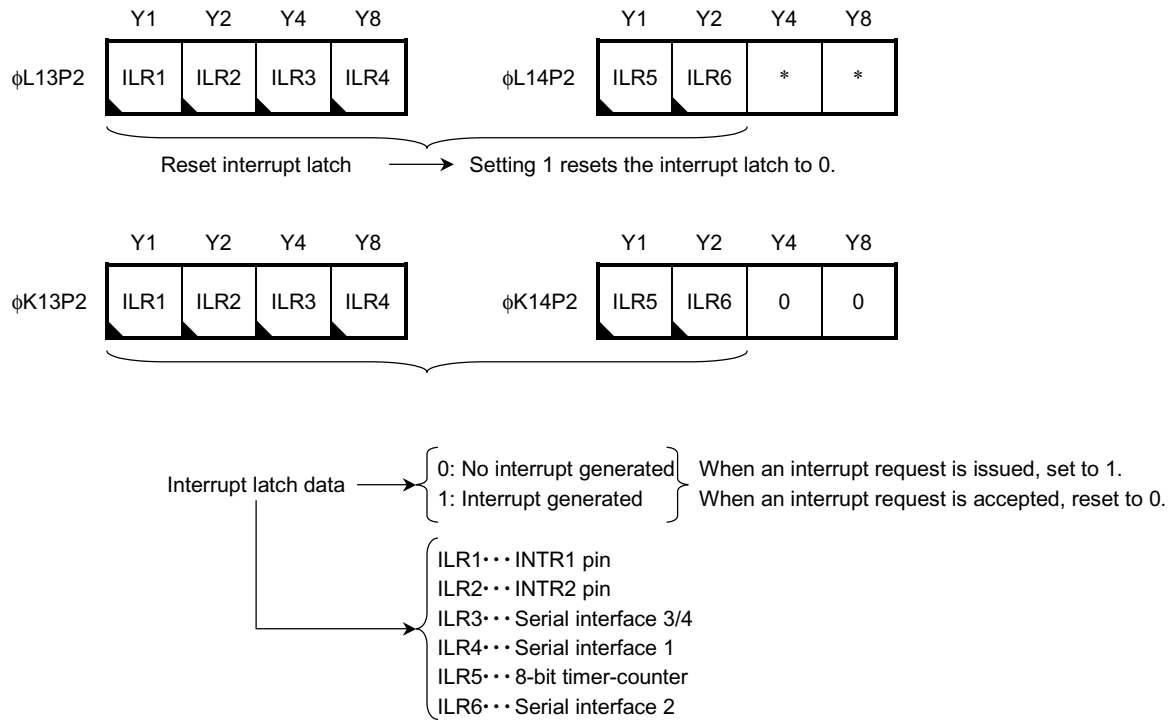 Y1 Y2 Y4 Y8 Y1 Y2 Y4 Y8
ϕL13P2 ILR1 ILR2 ILR3 ILR4 ϕL14P2 ILR5 ILR6 * *
Reset interrupt latch Setting 1 resets the interrupt latch to 0.
Y1 Y2 Y4 Y8 Y1 Y2 Y4 Y8
ϕK13P2 ILR1 ILR2 ILR3 ILR4 ϕK14P2 ILR5 ILR6 0 0
Interrupt latch data
0: No interrupt generated
1: Interrupt generated
When an interrupt request is issued, set to 1.
When an interrupt request is accepted, reset to 0.
ILR1··· INTR1 pin
ILR2··· INTR2 pin
ILR3··· Serial interface 3/4
ILR4··· Serial interface 1
ILR5··· 8-bit timer-counter
ILR6··· Serial interface 2